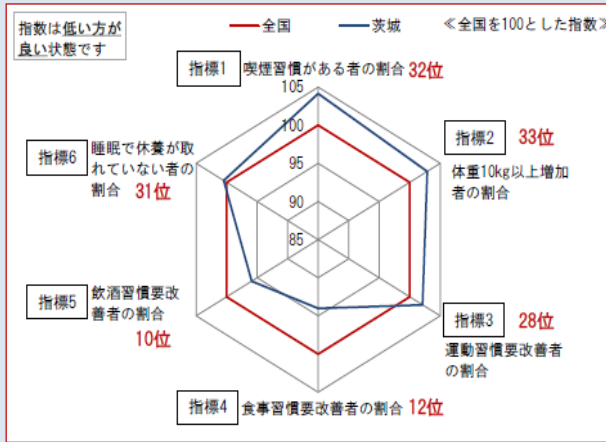 指数は低い方が
良い状態です
全国
茨城
≪全国を100とした指数≫
指標1
喫煙習慣がある者の割合
32位
105
100
95
90
85
指標2
33位
体重10kg以上増加
者の割合
指標3
28位
運動習慣要改善者
の割合
指標4
食事習慣要改善者の割合
12位
指標5
飲酒習慣要改
善者の割合
10位
指標6
睡眠で休養が取
れていない者の
割合
31位